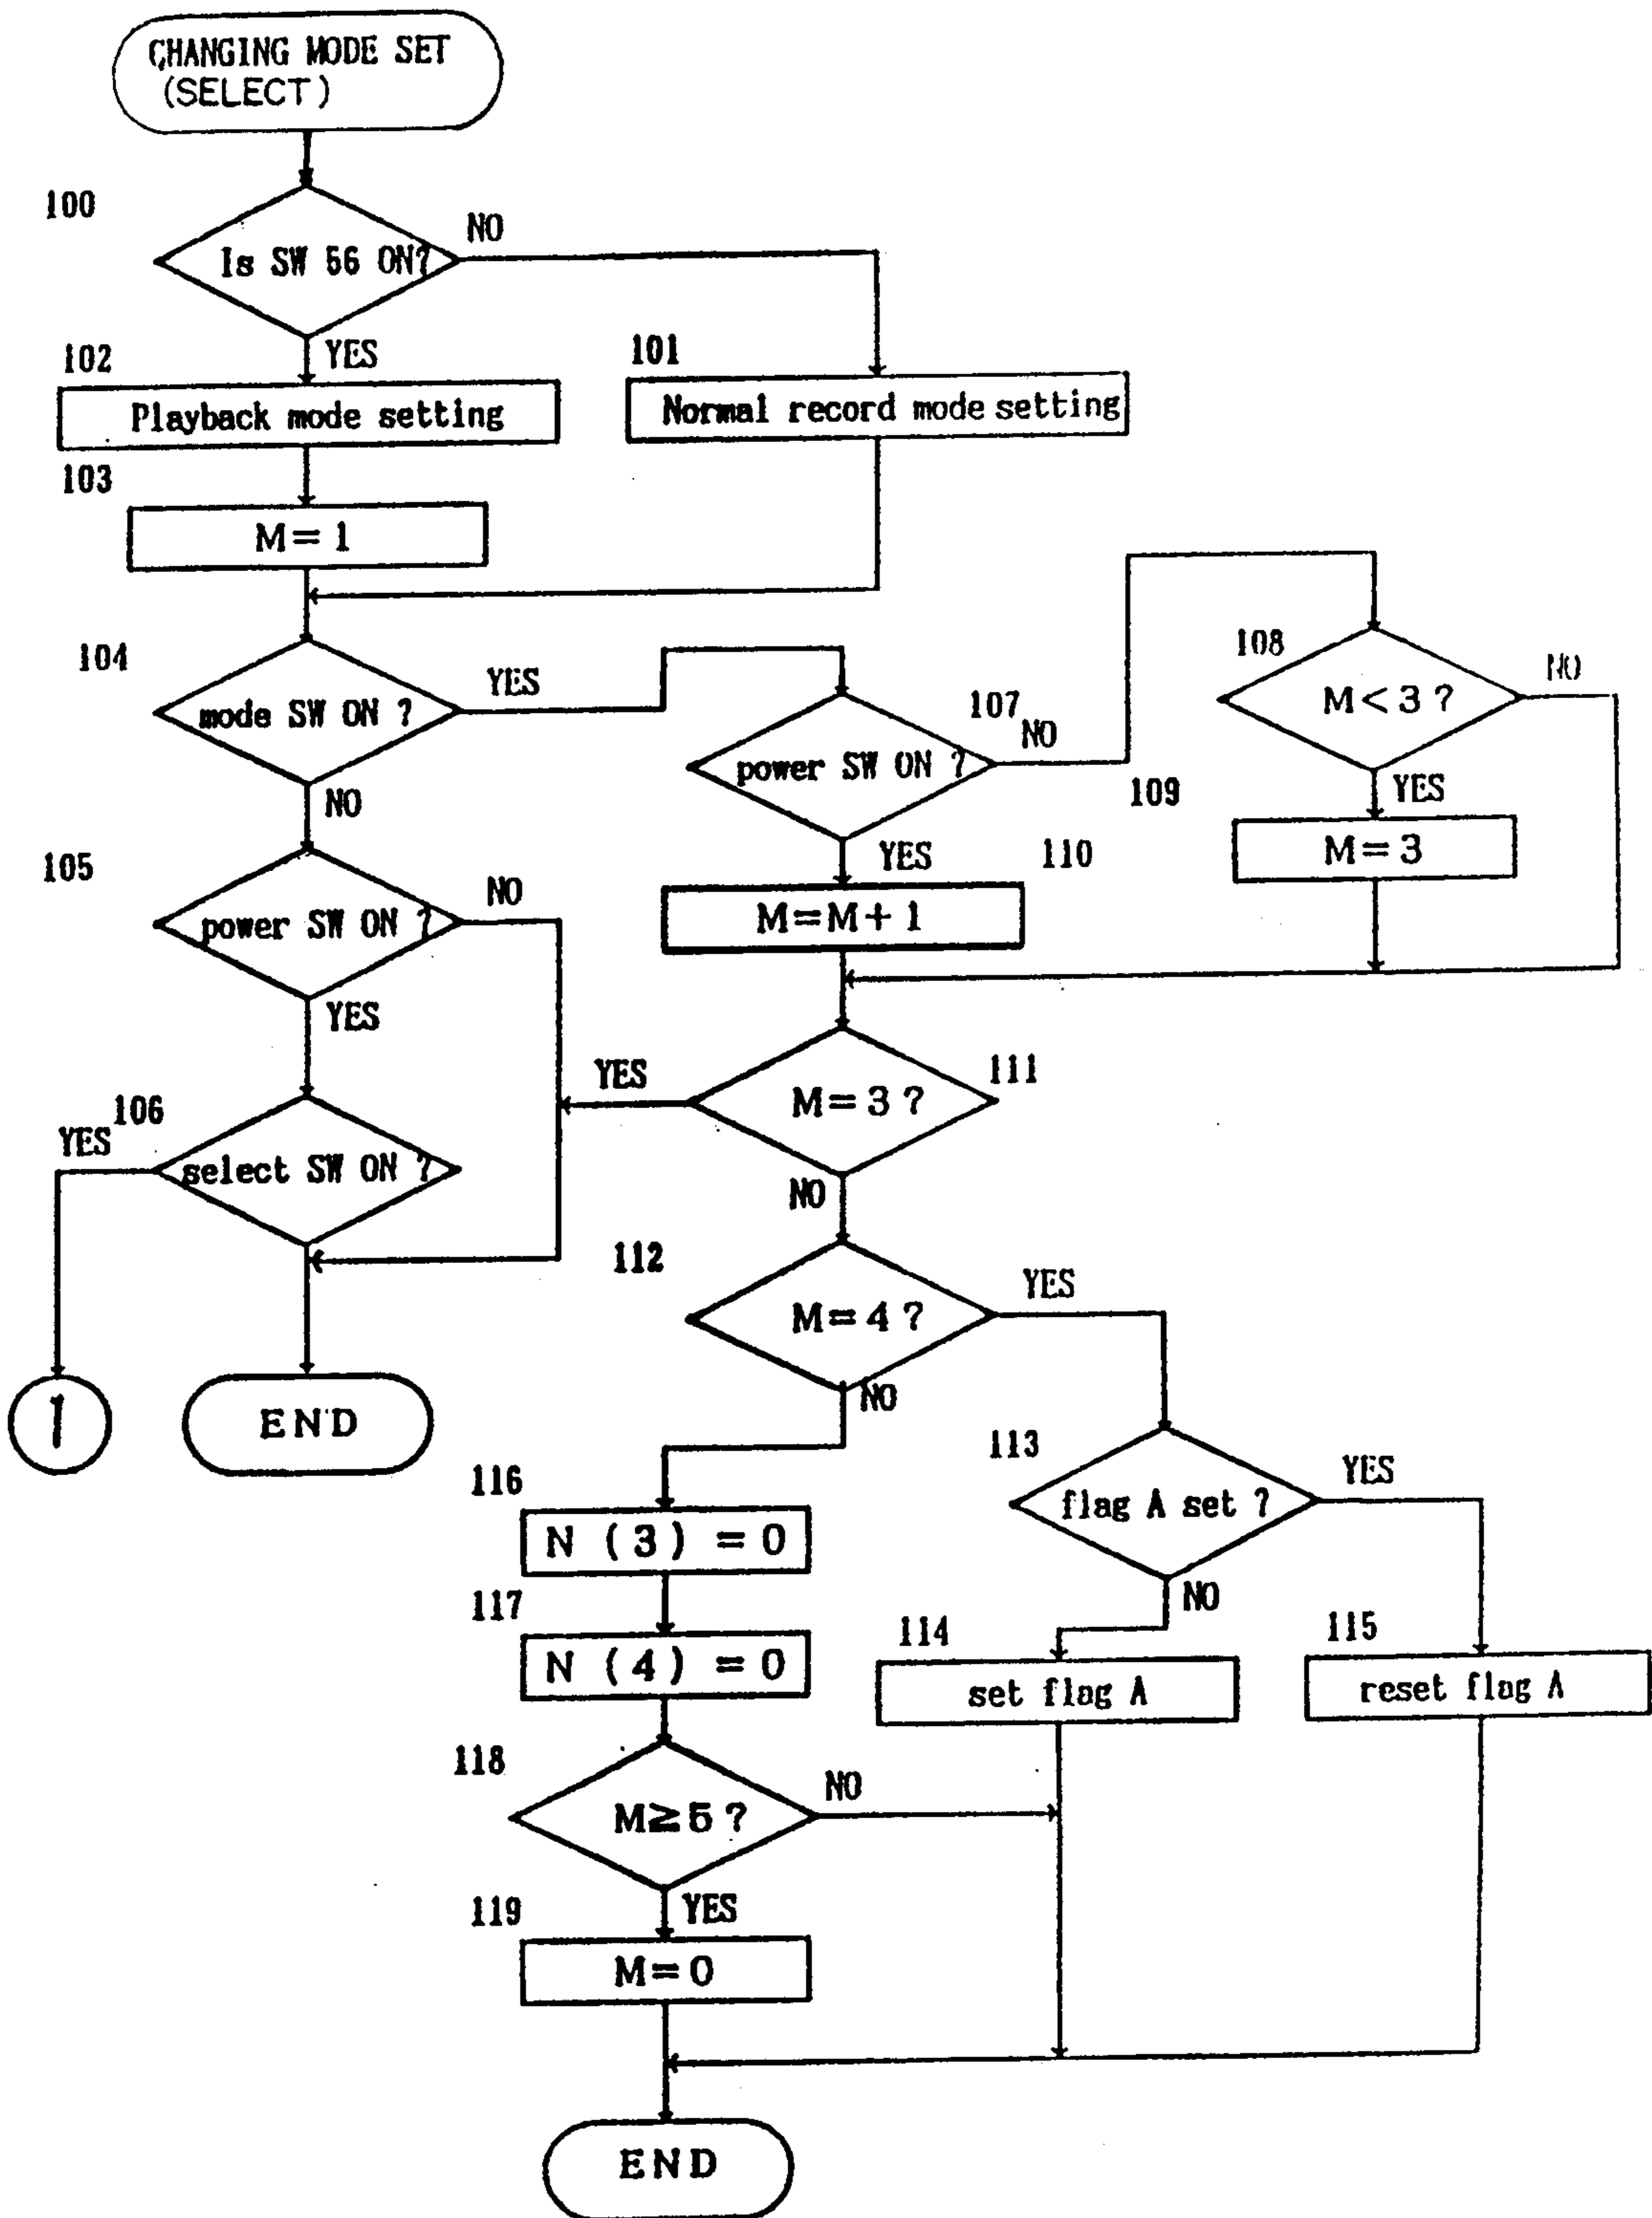 CHANGING MODE SET
(SELECT)
100
Is SW 56 ON?
NO
YES
102
Playback mode setting
101
Normal record mode setting
103
M=1
104
mode SW ON ?
YES
NO
107
power SW ON ?
NO
YES
108
M<3 ?
NO
YES
109
M=3
110
M=M+1
105
power SW ON ?
NO
YES
106
select SW ON ?
YES
1
END
111
M=3 ?
YES
NO
112
M=4 ?
YES
NO
113
flag A set ?
YES
NO
114
set flag A
115
reset flag A
116
N (3) =0
117
N (4) =0
118
M≥5 ?
NO
YES
119
M=0
END